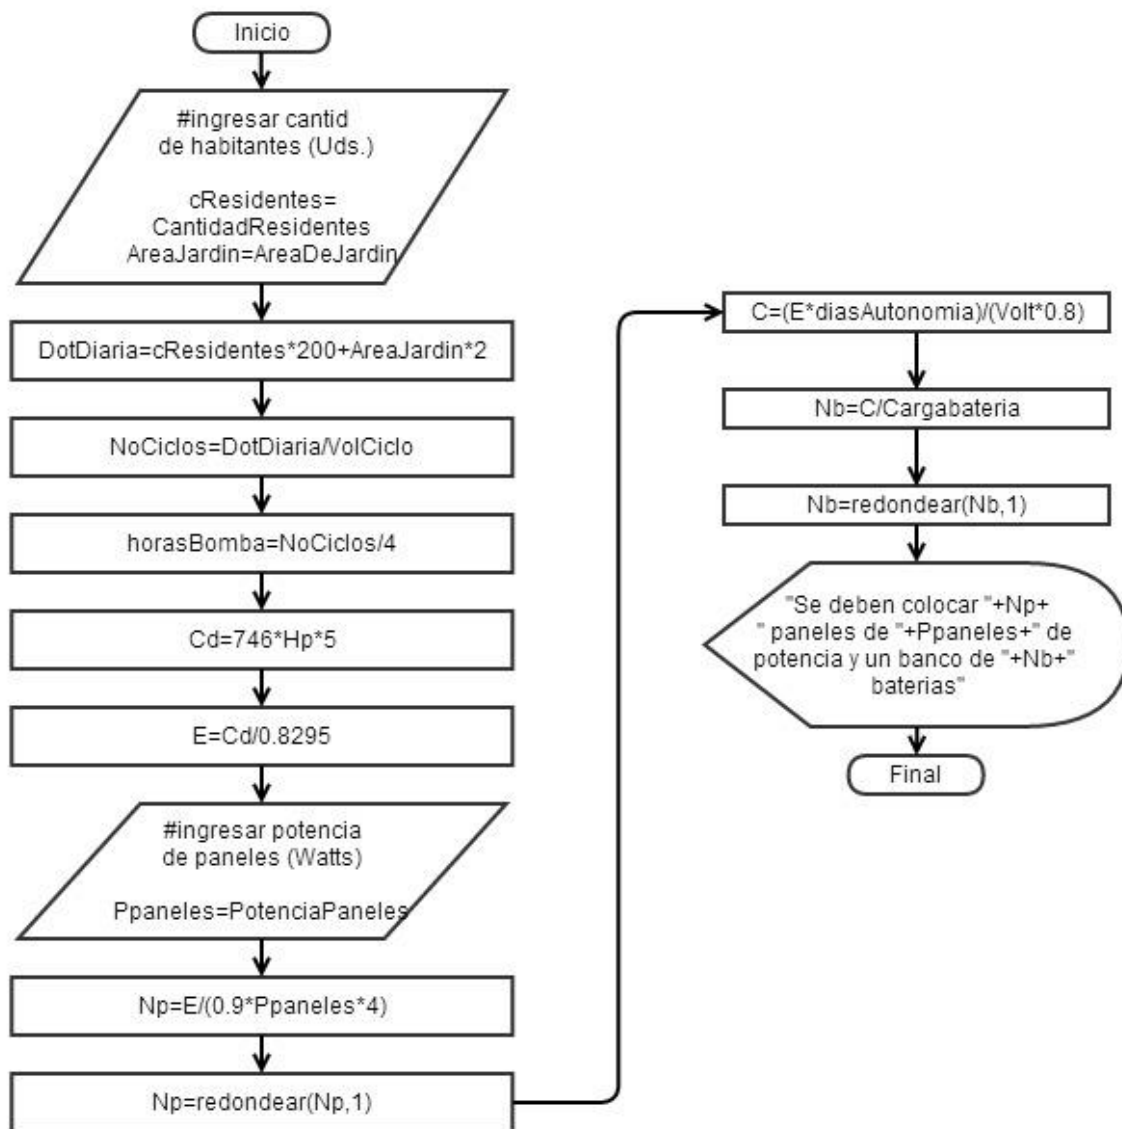 Inicio
#ingresar cantid
de habitantes (Uds.)
cResidentes=
CantidadResidentes
AreaJardin=AreaDeJardin
DotDiaria=cResidentes*200+AreaJardin*2
NoCiclos=DotDiaria/VolCiclo
horasBomba=NoCiclos/4
Cd=746*Hp*5
E=Cd/0.8295
#ingresar potencia
de paneles (Watts)
Ppaneles=PotenciaPaneles
Np=E/(0.9*Ppaneles*4)
Np=redondear(Np,1)
C=(E*diasAutonomia)/(Volt*0.8)
Nb=C/Cargabateria
Nb=redondear(Nb,1)
"Se deben colocar "+Np+
" paneles de "+Ppaneles+" de
potencia y un banco de "+Nb+"
baterias"
Final